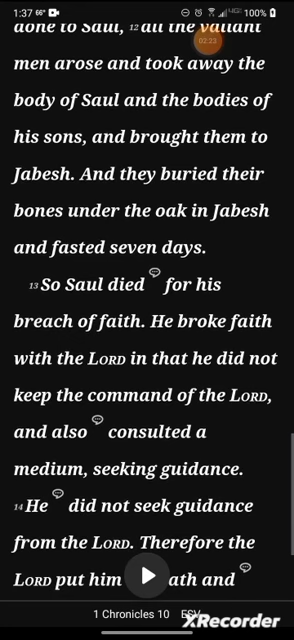 1:37 66° 100%
02:23
done to Saul, 12 all the valiant
men arose and took away the
body of Saul and the bodies of
his sons, and brought them to
Jabesh. And they buried their
bones under the oak in Jabesh
and fasted seven days.
13 So Saul died for his
breach of faith. He broke faith
with the LORD in that he did not
keep the command of the LORD,
and also consulted a
medium, seeking guidance.
14 He did not seek guidance
from the LORD. Therefore the
LORD put him ath and
1 Chronicles 10 ESV
XRecorder